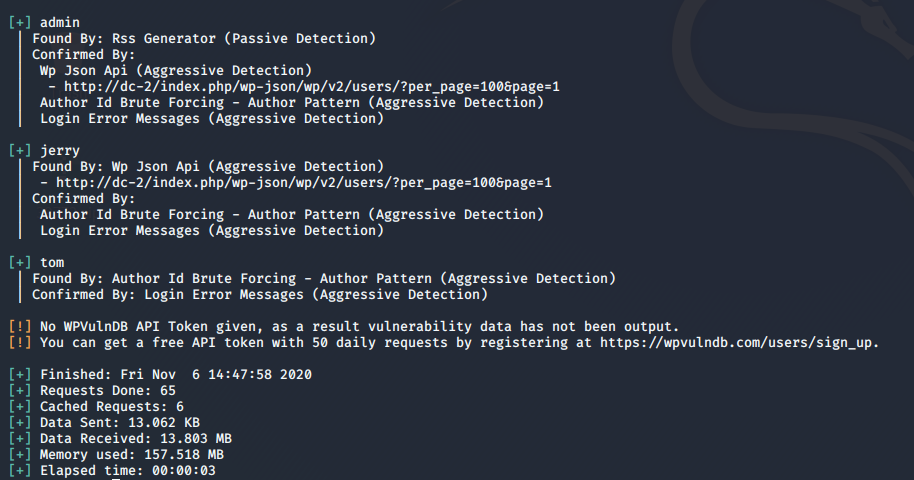 [+] admin
| Found By: Rss Generator (Passive Detection)
| Confirmed By:
|  Wp Json Api (Aggressive Detection)
|   - http://dc-2/index.php/wp-json/wp/v2/users/?per_page=100&page=1
|  Author Id Brute Forcing - Author Pattern (Aggressive Detection)
|  Login Error Messages (Aggressive Detection)
[+] jerry
| Found By: Wp Json Api (Aggressive Detection)
|  - http://dc-2/index.php/wp-json/wp/v2/users/?per_page=100&page=1
| Confirmed By:
|  Author Id Brute Forcing - Author Pattern (Aggressive Detection)
|  Login Error Messages (Aggressive Detection)
[+] tom
| Found By: Author Id Brute Forcing - Author Pattern (Aggressive Detection)
| Confirmed By: Login Error Messages (Aggressive Detection)
[!] No WPVulnDB API Token given, as a result vulnerability data has not been output.
[!] You can get a free API token with 50 daily requests by registering at https://wpvulndb.com/users/sign_up.
[+] Finished: Fri Nov  6 14:47:58 2020
[+] Requests Done: 65
[+] Cached Requests: 6
[+] Data Sent: 13.062 KB
[+] Data Received: 13.803 MB
[+] Memory used: 157.518 MB
[+] Elapsed time: 00:00:03